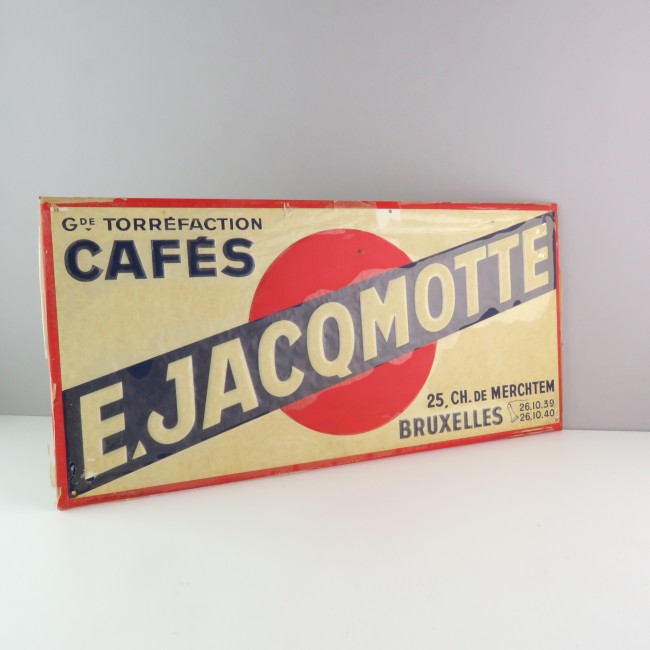 GDE TORRÉFACTION
CAFÉS
E. JACQMOTTE
25, CH. DE MERCHTEM
BRUXELLES 26.10.39
26.10.40